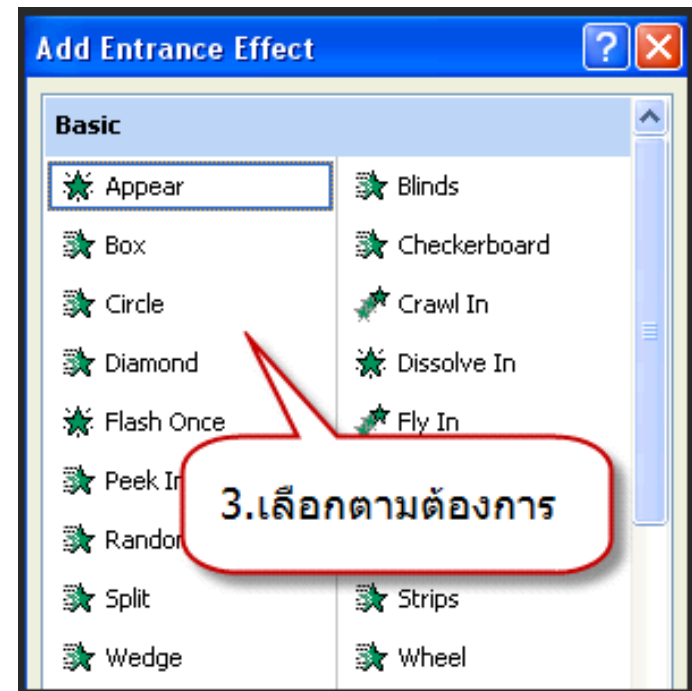 Add Entrance Effect
Basic
Appear
Blinds
Box
Checkerboard
Circle
Crawl In
Diamond
Dissolve In
Flash Once
Fly In
Peek
3.เลือกตามต้องการ
Split
Strips
Wedge
Wheel